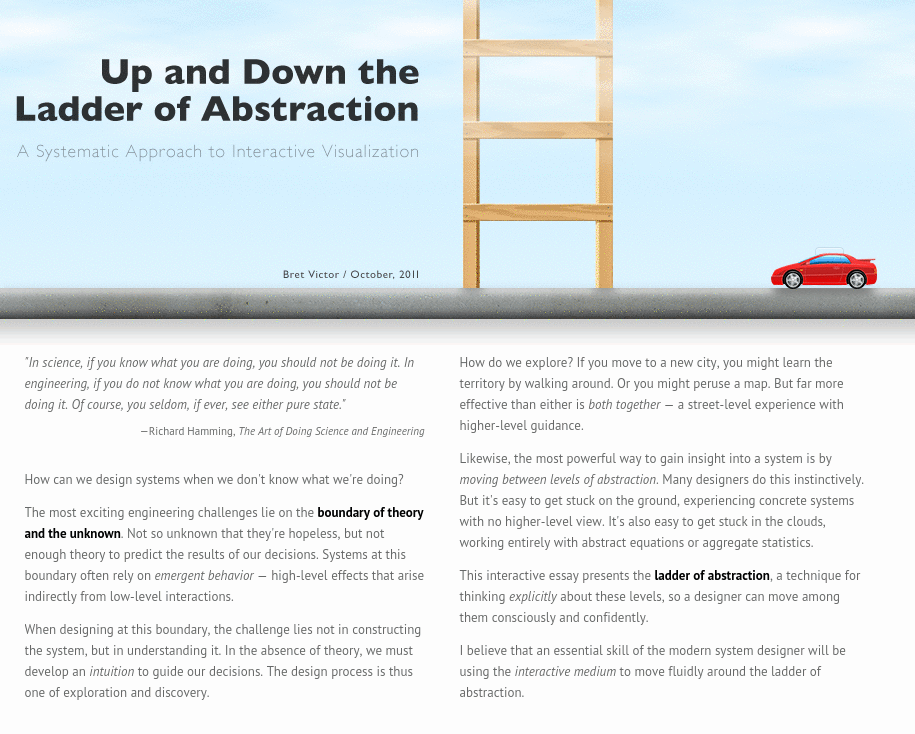 Up and Down the
Ladder of Abstraction
A Systematic Approach to Interactive Visualization
Bret Victor / October, 2011
"In science, if you know what you are doing, you should not be doing it. In
engineering, if you do not know what you are doing, you should not be
doing it. Of course, you seldom, if ever, see either pure state."
—Richard Hamming, The Art of Doing Science and Engineering
How can we design systems when we don't know what we're doing?
The most exciting engineering challenges lie on the boundary of theory
and the unknown. Not so unknown that they're hopeless, but not
enough theory to predict the results of our decisions. Systems at this
boundary often rely on emergent behavior — high-level effects that arise
indirectly from low-level interactions.
When designing at this boundary, the challenge lies not in constructing
the system, but in understanding it. In the absence of theory, we must
develop an intuition to guide our decisions. The design process is thus
one of exploration and discovery.
How do we explore? If you move to a new city, you might learn the
territory by walking around. Or you might peruse a map. But far more
effective than either is both together — a street-level experience with
higher-level guidance.
Likewise, the most powerful way to gain insight into a system is by
moving between levels of abstraction. Many designers do this instinctively.
But it's easy to get stuck on the ground, experiencing concrete systems
with no higher-level view. It's also easy to get stuck in the clouds,
working entirely with abstract equations or aggregate statistics.
This interactive essay presents the ladder of abstraction, a technique for
thinking explicitly about these levels, so a designer can move among
them consciously and confidently.
I believe that an essential skill of the modern system designer will be
using the interactive medium to move fluidly around the ladder of
abstraction.